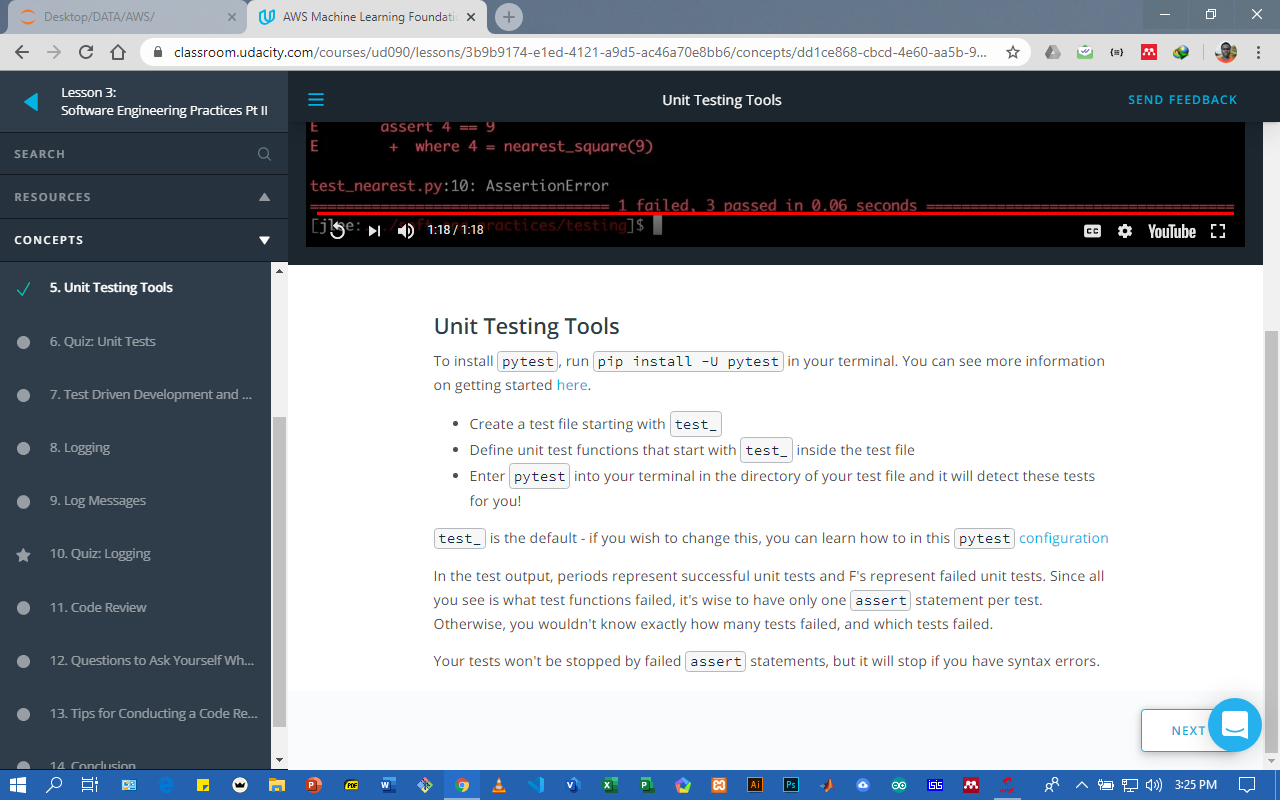 Desktop/DATA/AWS/
AWS Machine Learning Foundati
classroom.udacity.com/courses/ud090/lessons/3b9b9174-e1ed-4121-a9d5-ac46a70e8bb6/concepts/dd1ce868-cbcd-4e60-aa5b-9...
Lesson 3:
Software Engineering Practices Pt II
Unit Testing Tools
SEND FEEDBACK
SEARCH
RESOURCES
CONCEPTS
5. Unit Testing Tools
6. Quiz: Unit Tests
7. Test Driven Development and ...
8. Logging
9. Log Messages
10. Quiz: Logging
11. Code Review
12. Questions to Ask Yourself Wh...
13. Tips for Conducting a Code Re...
14. Conclusion
E assert 4 == 9
E + where 4 = nearest_square(9)
test_nearest.py:10: AssertionError
================================== 1 failed, 3 passed in 0.06 seconds ===================================
practices/testing]$
1:18 / 1:18
CC
YouTube
Unit Testing Tools
To install pytest, run pip install -U pytest in your terminal. You can see more information
on getting started here.
• Create a test file starting with test_
• Define unit test functions that start with test_ inside the test file
• Enter pytest into your terminal in the directory of your test file and it will detect these tests
for you!
test_ is the default - if you wish to change this, you can learn how to in this pytest configuration
In the test output, periods represent successful unit tests and F's represent failed unit tests. Since all
you see is what test functions failed, it's wise to have only one assert statement per test.
Otherwise, you wouldn't know exactly how many tests failed, and which tests failed.
Your tests won't be stopped by failed assert statements, but it will stop if you have syntax errors.
NEXT
3:25 PM